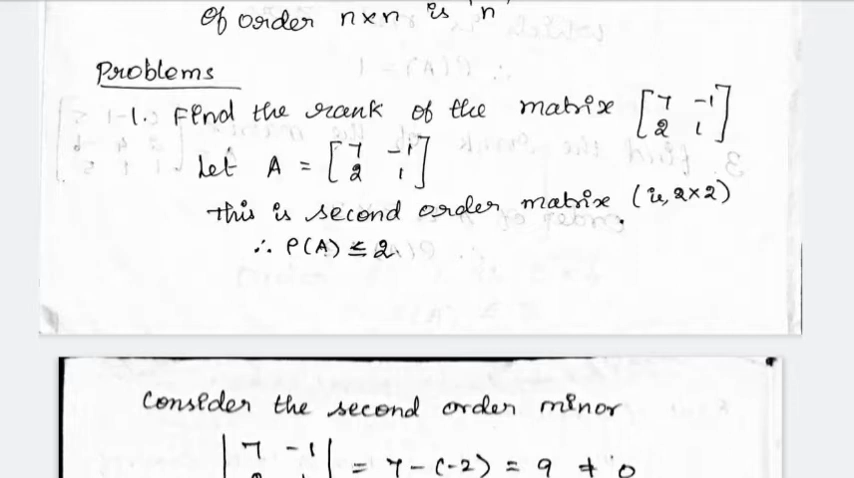 Of order n×n is 'n'
Problems
1. Find the rank of the matrix [7 -1
2 1]
Let A = [7 -1
2 1]
This is second order matrix (ie, 2×2)
∴ ρ(A) ≤ 2
Consider the second order minor
|7 -1| = 7-(-2) = 9 ≠ 0